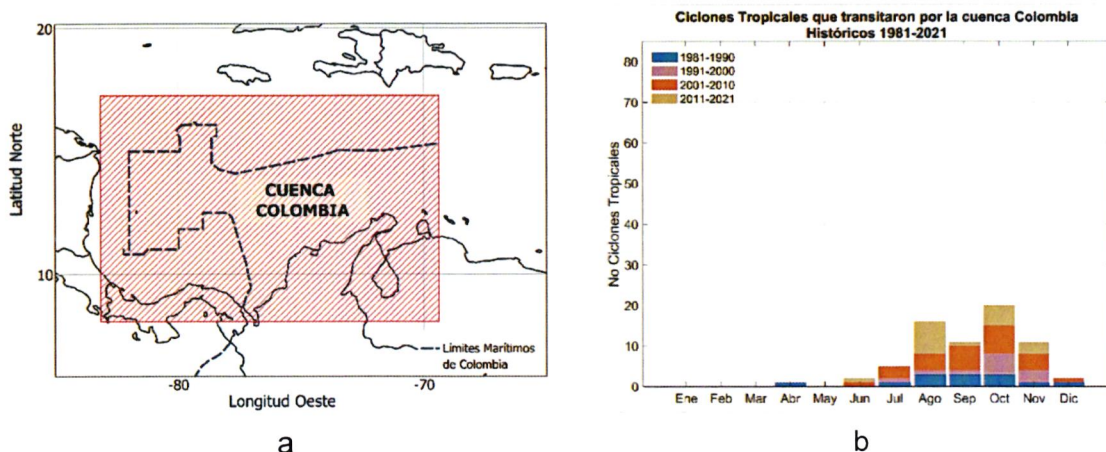 20
10
Latitud Norte
CUENCA
COLOMBIA
Límites Marítimos
de Colombia
-80
-70
Longitud Oeste
a
Ciclones Tropicales que transitaron por la cuenca Colombia
Históricos 1981-2021
1981-1990
1991-2000
2001-2010
2011-2021
No Ciclones Tropicales
80
70
60
50
40
30
20
10
0
Ene Feb Mar Abr May Jun Jul Ago Sep Oct Nov Dic
b